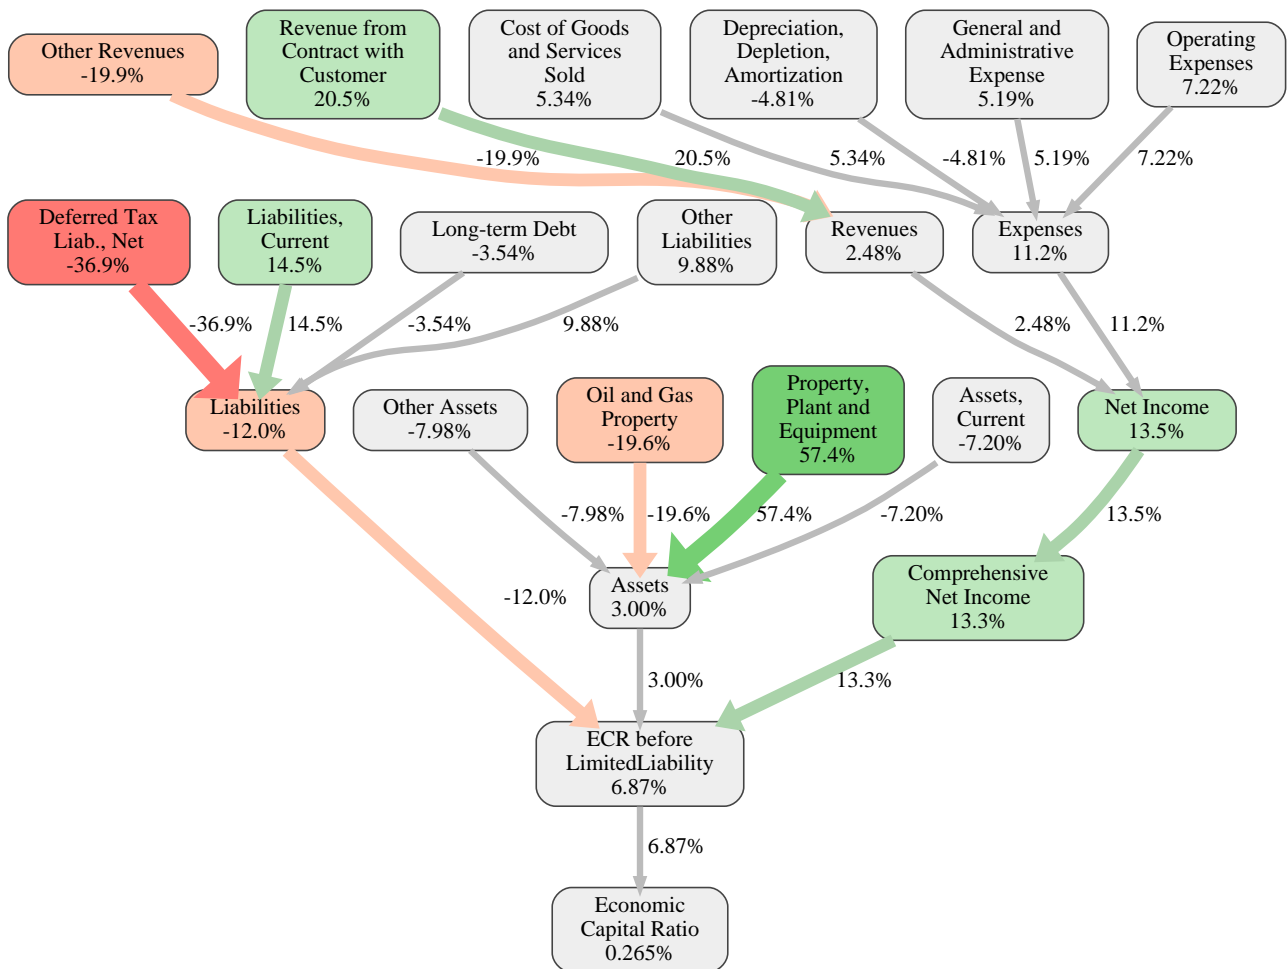 Other Revenues
-19.9%
Revenue from
Contract with
Customer
20.5%
Cost of Goods
and Services
Sold
5.34%
Depreciation,
Depletion,
Amortization
-4.81%
General and
Administrative
Expense
5.19%
Operating
Expenses
7.22%
-19.9%
20.5%
5.34%
-4.81%
5.19%
7.22%
Deferred Tax
Liab., Net
-36.9%
Liabilities,
Current
14.5%
Long-term Debt
-3.54%
Other
Liabilities
9.88%
Revenues
2.48%
Expenses
11.2%
-36.9%
14.5%
-3.54%
9.88%
2.48%
11.2%
Liabilities
-12.0%
Other Assets
-7.98%
Oil and Gas
Property
-19.6%
Property,
Plant and
Equipment
57.4%
Assets,
Current
-7.20%
Net Income
13.5%
-7.98%
-19.6%
57.4%
-7.20%
13.5%
-12.0%
Assets
3.00%
Comprehensive
Net Income
13.3%
3.00%
13.3%
ECR before
LimitedLiability
6.87%
6.87%
Economic
Capital Ratio
0.265%